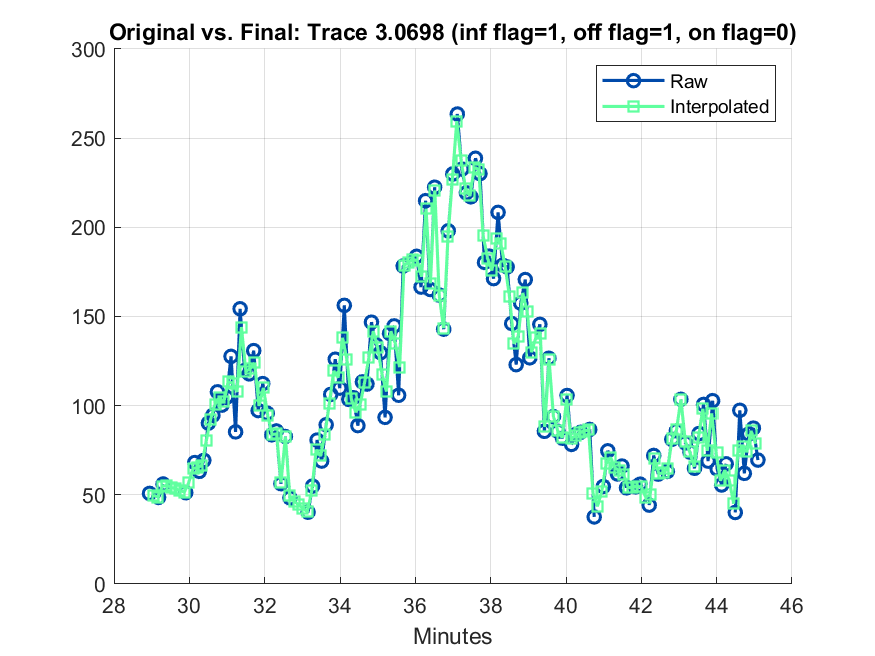 Original vs. Final: Trace 3.0698 (inf flag=1, off flag=1, on flag=0)
300
250
200
150
100
50
0
Raw
Interpolated
28 30 32 34 36 38 40 42 44 46
Minutes